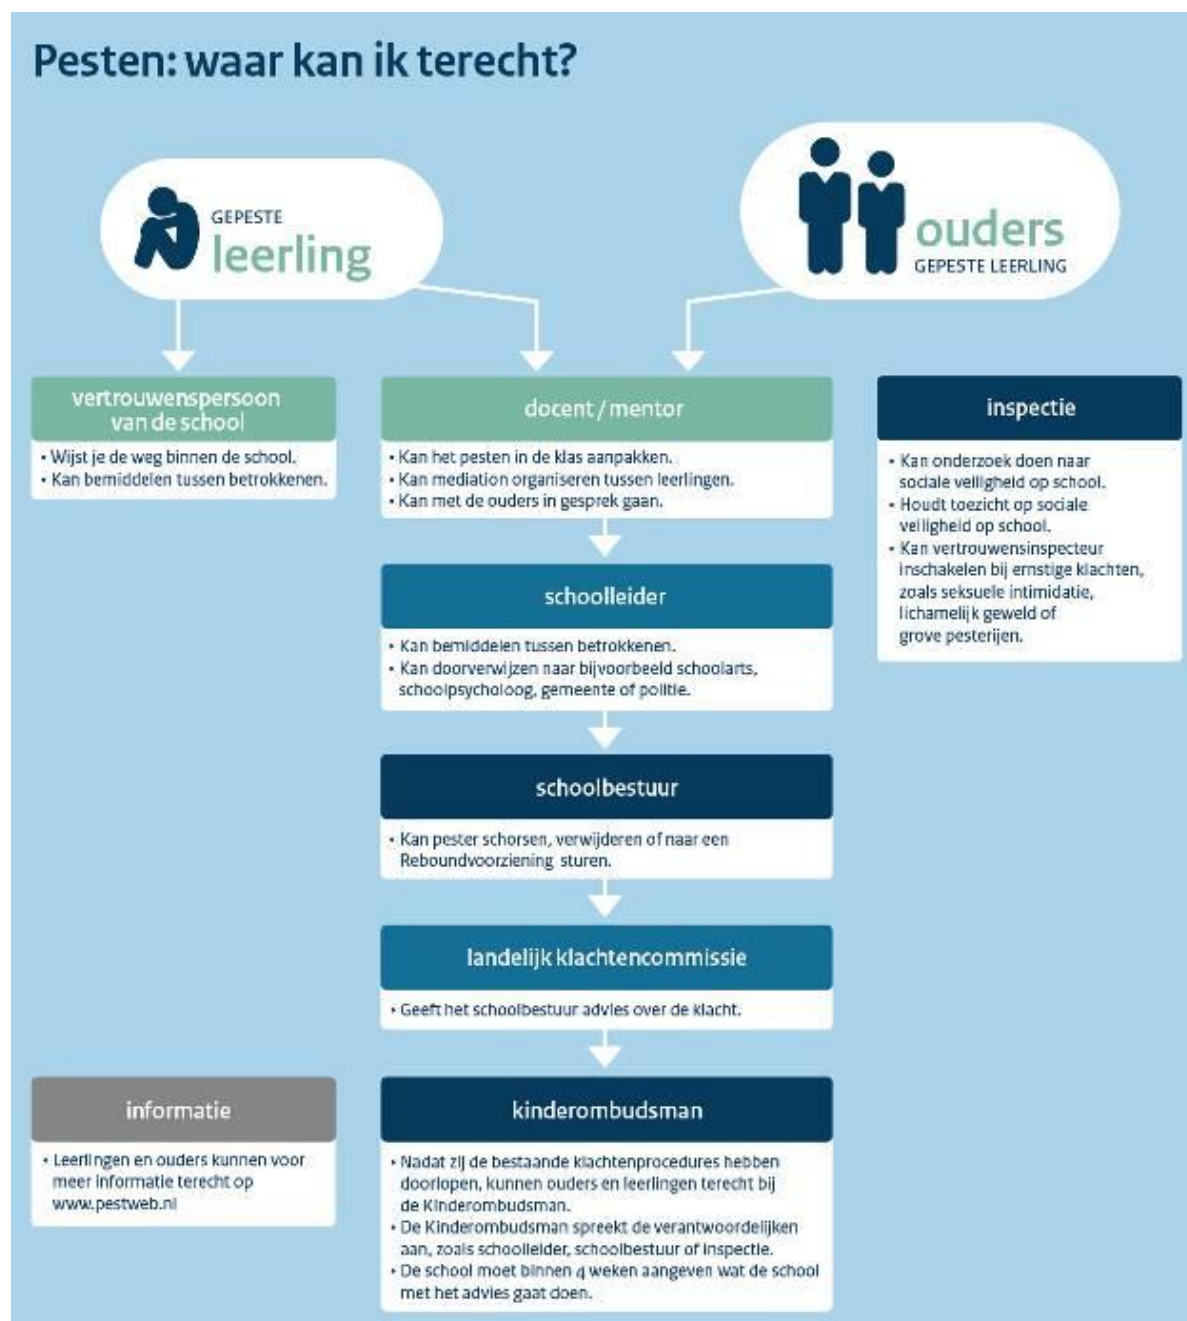 Pesten: waar kan ik terecht?
GEPESTE
leerling
ouders
GEPESTE LEERLING
vertrouwenspersoon
van de school
• Wijst je de weg binnen de school.
• Kan bemiddelen tussen betrokkenen.
docent / mentor
• Kan het pesten in de klas aanpakken.
• Kan mediation organiseren tussen leerlingen.
• Kan met de ouders in gesprek gaan.
inspectie
• Kan onderzoek doen naar
sociale veiligheid op school.
• Houdt toezicht op sociale
veiligheid op school.
• Kan vertrouwensinspecteur
inschakelen bij ernstige klachten,
zoals seksuele intimidatie,
lichamelijk geweld of
grove pesterijen.
schoolleider
• Kan bemiddelen tussen betrokkenen.
• Kan doorverwijzen naar bijvoorbeeld schoolarts,
schoolpsycholoog, gemeente of politie.
schoolbestuur
• Kan pester schorsen, verwijderen of naar een
Reboundvoorziening sturen.
landelijk klachtencommissie
• Geeft het schoolbestuur advies over de klacht.
informatie
• Leerlingen en ouders kunnen voor
meer informatie terecht op
www.pestweb.nl
kinderombudsman
• Nadat zij de bestaande klachtenprocedures hebben
doorlopen, kunnen ouders en leerlingen terecht bij
de Kinderombudsman.
• De Kinderombudsman spreekt de verantwoordelijken
aan, zoals schoolleider, schoolbestuur of inspectie.
• De school moet binnen 4 weken aangeven wat de school
met het advies gaat doen.